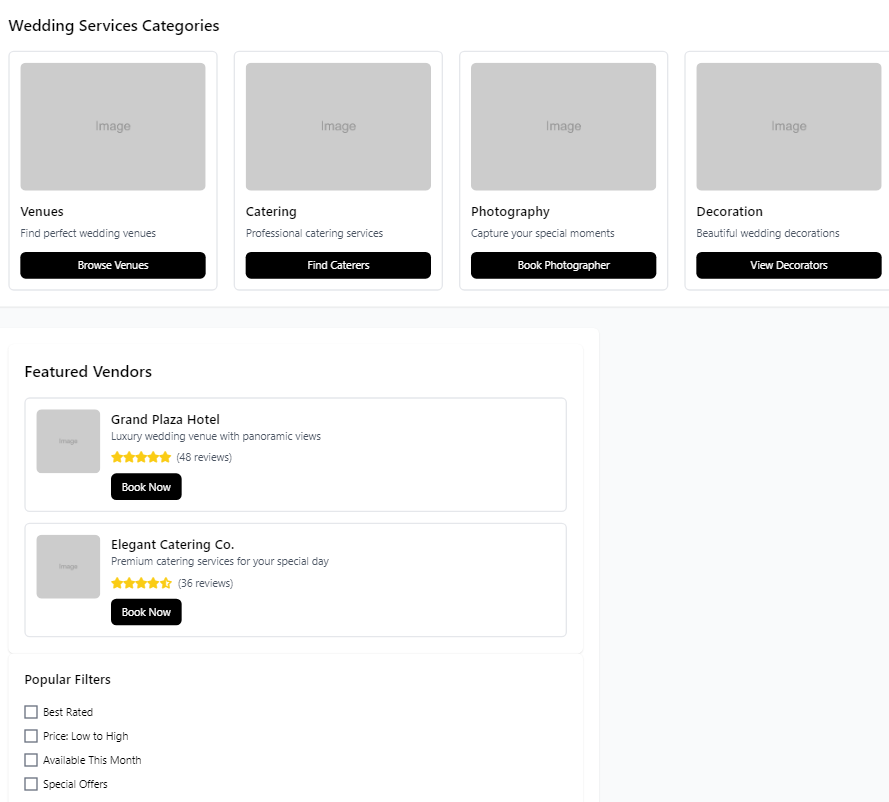 Wedding Services Categories
Image
Image
Image
Image
Venues
Find perfect wedding venues
Browse Venues
Catering
Professional catering services
Find Caterers
Photography
Capture your special moments
Book Photographer
Decoration
Beautiful wedding decorations
View Decorators
Featured Vendors
Image
Grand Plaza Hotel
Luxury wedding venue with panoramic views
(48 reviews)
Book Now
Image
Elegant Catering Co.
Premium catering services for your special day
(36 reviews)
Book Now
Popular Filters
Best Rated
Price: Low to High
Available This Month
Special Offers